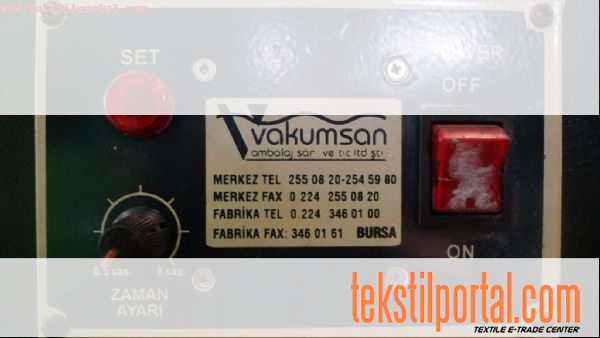 SET
POWER
OFF
vakumsan
ambalaj san ve tic ltd şti
MERKEZ TEL 255 08 20-254 59 80
MERKEZ FAX 0 224 255 08 20
FABRİKA TEL 0.224 346 01 00
FABRİKA FAX: 346 01 61 BURSA
ON
0.5 san. 6 san.
ZAMAN
AYARI
tekstilportal.com
TEXTILE E-TRADE CENTER